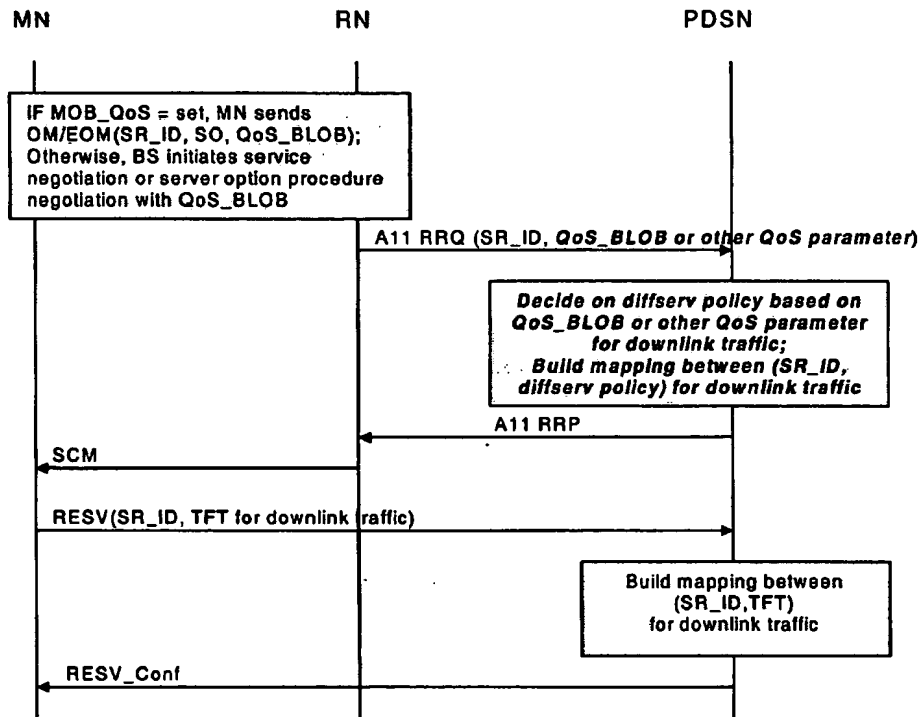 MN RN PDSN
IF MOB_QoS = set, MN sends
OM/EOM(SR_ID, SO, QoS_BLOB);
Otherwise, BS initiates service
negotiation or server option procedure
negotiation with QoS_BLOB
A11 RRQ (SR_ID, QoS_BLOB or other QoS parameter)
Decide on diffserv policy based on
QoS_BLOB or other QoS parameter
for downlink traffic;
Build mapping between (SR_ID,
diffserv policy) for downlink traffic
A11 RRP
SCM
RESV(SR_ID, TFT for downlink traffic)
Build mapping between
(SR_ID,TFT)
for downlink traffic
RESV_Conf